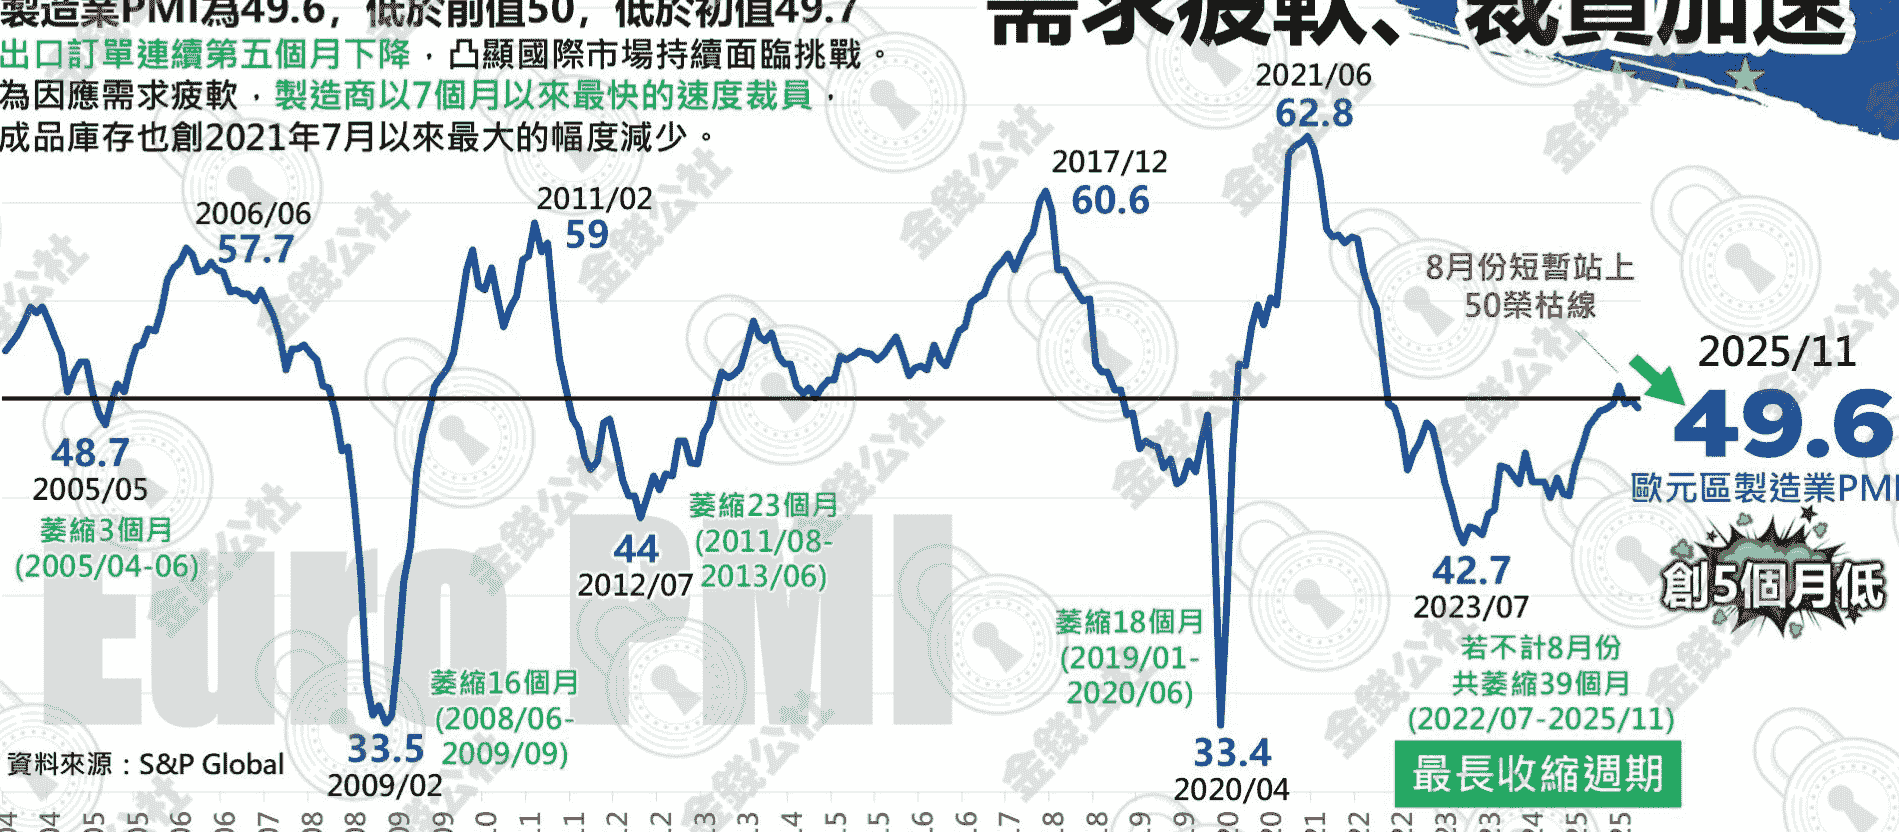 製造業PMI為49.6，低於前值50，低於初值49.7
出口訂單連續第五個月下降，凸顯國際市場持續面臨挑戰。
為因應需求疲軟，製造商以7個月以來最快的速度裁員，
成品庫存也創2021年7月以來最大的幅度減少。
需求疲軟、裁員加速
2006/06
57.7
2011/02
59
2017/12
60.6
2021/06
62.8
8月份短暫站上
50榮枯線
2025/11
49.6
歐元區製造業PMI
創5個月低
48.7
2005/05
萎縮3個月
(2005/04-06)
33.5
2009/02
萎縮16個月
(2008/06-
2009/09)
44
2012/07
萎縮23個月
(2011/08-
2013/06)
萎縮18個月
(2019/01-
2020/06)
33.4
2020/04
42.7
2023/07
若不計8月份
共萎縮39個月
(2022/07-2025/11)
最長收縮週期
Euro PMI
資料來源：S&P Global
金錢公社